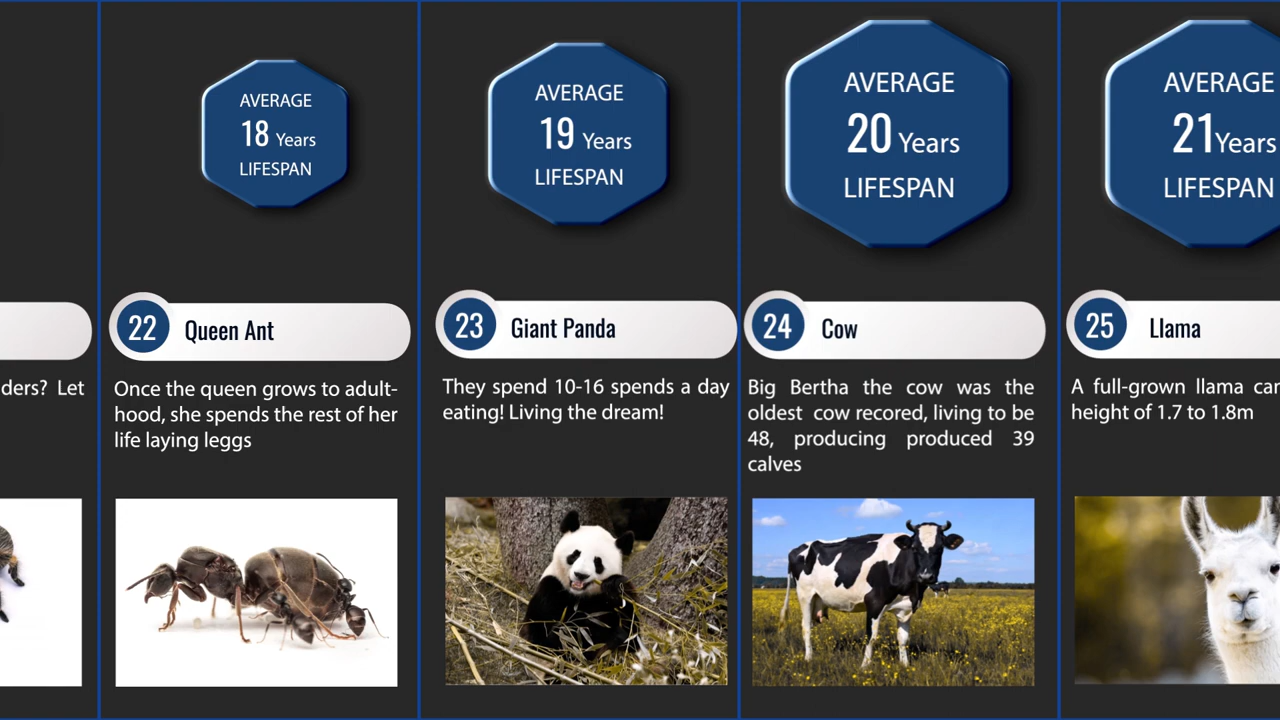 ders? Let
AVERAGE
18 Years
LIFESPAN
22
Queen Ant
Once the queen grows to adult-
hood, she spends the rest of her
life laying leggs
AVERAGE
19 Years
LIFESPAN
23
Giant Panda
They spend 10-16 spends a day
eating! Living the dream!
AVERAGE
20 Years
LIFESPAN
24
Cow
Big Bertha the cow was the
oldest cow recored, living to be
48, producing produced 39
calves
AVERAGE
21Years
LIFESPAN
25
Llama
A full-grown llama can
height of 1.7 to 1.8m